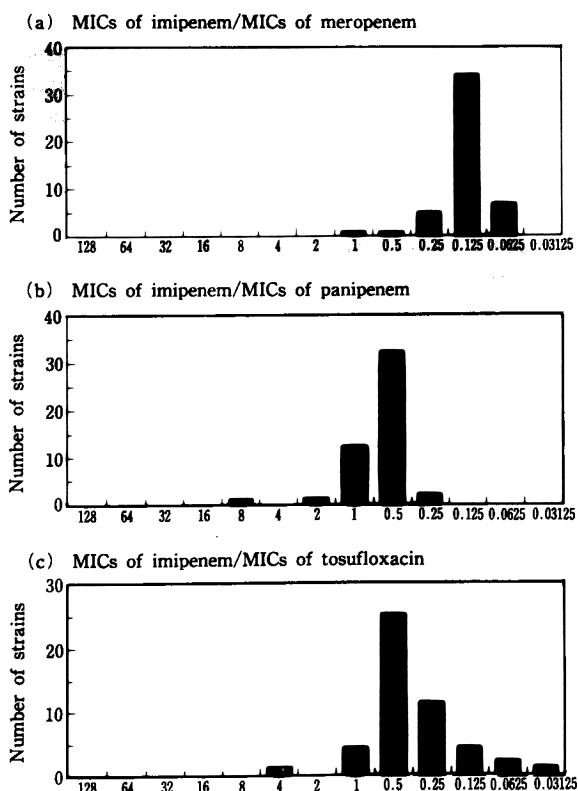 (a) MICs of imipenem/MICs of meropenem
Number of strains
40
30
20
10
0
128 64 32 16 8 4 2 1 0.5 0.25 0.125 0.0625 0.03125
(b) MICs of imipenem/MICs of panipenem
Number of strains
40
30
20
10
0
128 64 32 16 8 4 2 1 0.5 0.25 0.125 0.0625 0.03125
(c) MICs of imipenem/MICs of tosufloxacin
Number of strains
30
20
10
0
128 64 32 16 8 4 2 1 0.5 0.25 0.125 0.0625 0.03125